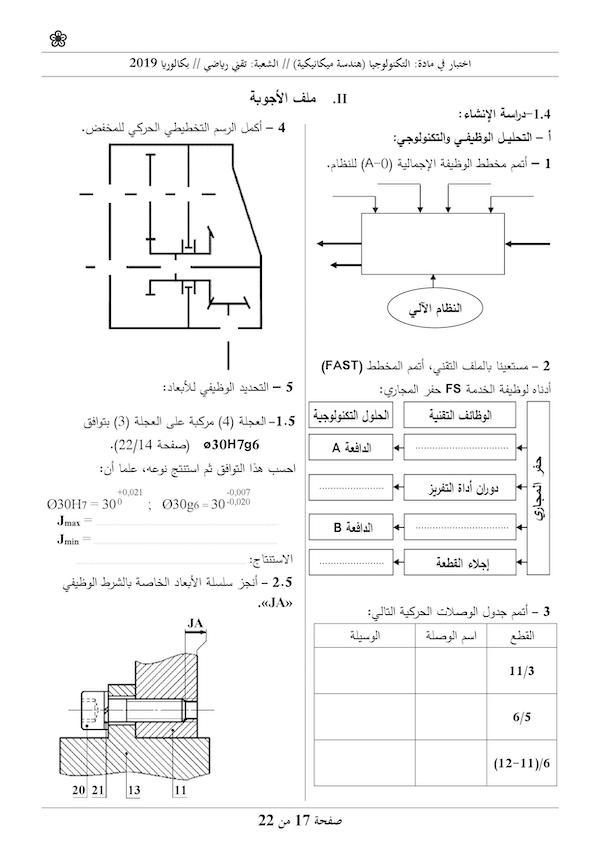 اختبار في مادة: التكنولوجيا (هندسة ميكانيكية) // الشعبة: تقني رياضي // بكالوريا 2019
II. ملف الأجوبة
1.4-دراسة الإنشاء:
أ - التحليل الوظيفي والتكنولوجي:
1 - أتمم مخطط الوظيفة الإجمالية (A-0) للنظام.
النظام الآلي
2 - مستعينا بالملف التقني، أتمم المخطط (FAST)
أدناه لوظيفة الخدمة FS حفر المجاري:
حفر المجاري
الوظائف التقنية
الحلول التكنولوجية
الدافعة A
دوران أداة التفريز
الدافعة B
إجلاء القطعة
3 - أتمم جدول الوصلات الحركية التالي:
القطع اسم الوصلة الوسيلة
11/3
6/5
(12-11)/6
4 - أكمل الرسم التخطيطي الحركي للمخفض.
5 - التحديد الوظيفي للأبعاد:
1.5-العجلة (4) مركبة على العجلة (3) بتوافق
ø30H7g6 (صفحة 22/14).
احسب هذا التوافق ثم استنتج نوعه، علما أن:
Ø30H7 = 30 +0,021 0 ; Ø30g6 = 30 -0,007 -0,020
Jmax =
Jmin =
الاستنتاج:
2.5 - أنجز سلسلة الأبعاد الخاصة بالشرط الوظيفي
«JA».
JA
20 21 13 11
صفحة 17 من 22